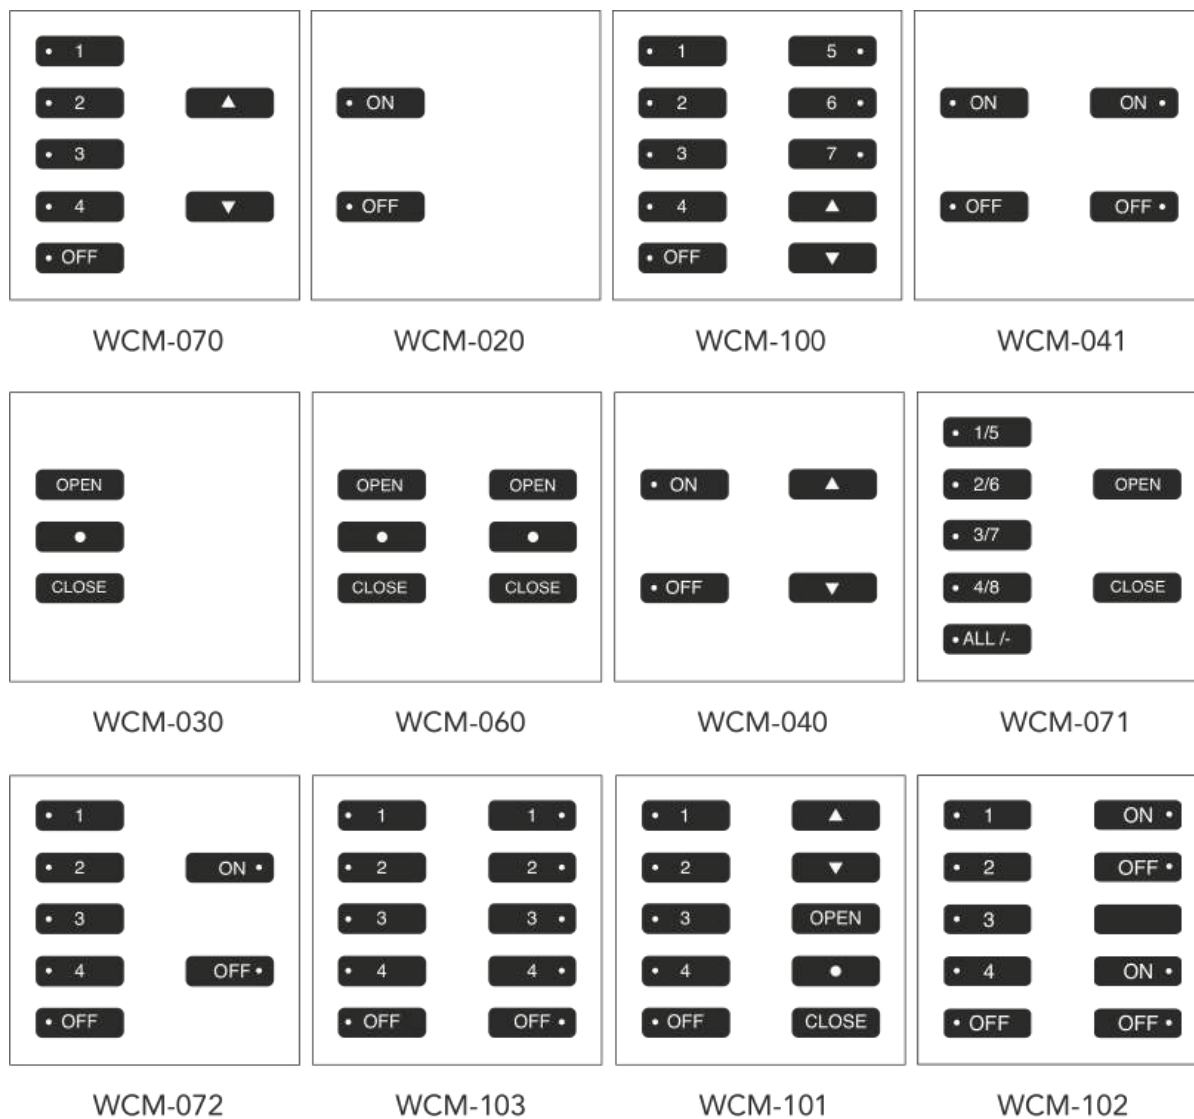 • 1
• 2 ▲
• 3
• 4 ▼
• OFF
WCM-070
• ON
• OFF
WCM-020
• 1 5 •
• 2 6 •
• 3 7 •
• 4 ▲
• OFF ▼
WCM-100
• ON ON •
• OFF OFF •
WCM-041
OPEN
●
CLOSE
WCM-030
OPEN OPEN
● ●
CLOSE CLOSE
WCM-060
• ON ▲
• OFF ▼
WCM-040
• 1/5
• 2/6 OPEN
• 3/7
• 4/8 CLOSE
• ALL /-
WCM-071
• 1
• 2 ON •
• 3
• 4 OFF •
• OFF
WCM-072
• 1 1 •
• 2 2 •
• 3 3 •
• 4 4 •
• OFF OFF •
WCM-103
• 1 ▲
• 2 ▼
• 3 OPEN
• 4 ●
• OFF CLOSE
WCM-101
• 1 ON •
• 2 OFF •
• 3
• 4 ON •
• OFF OFF •
WCM-102